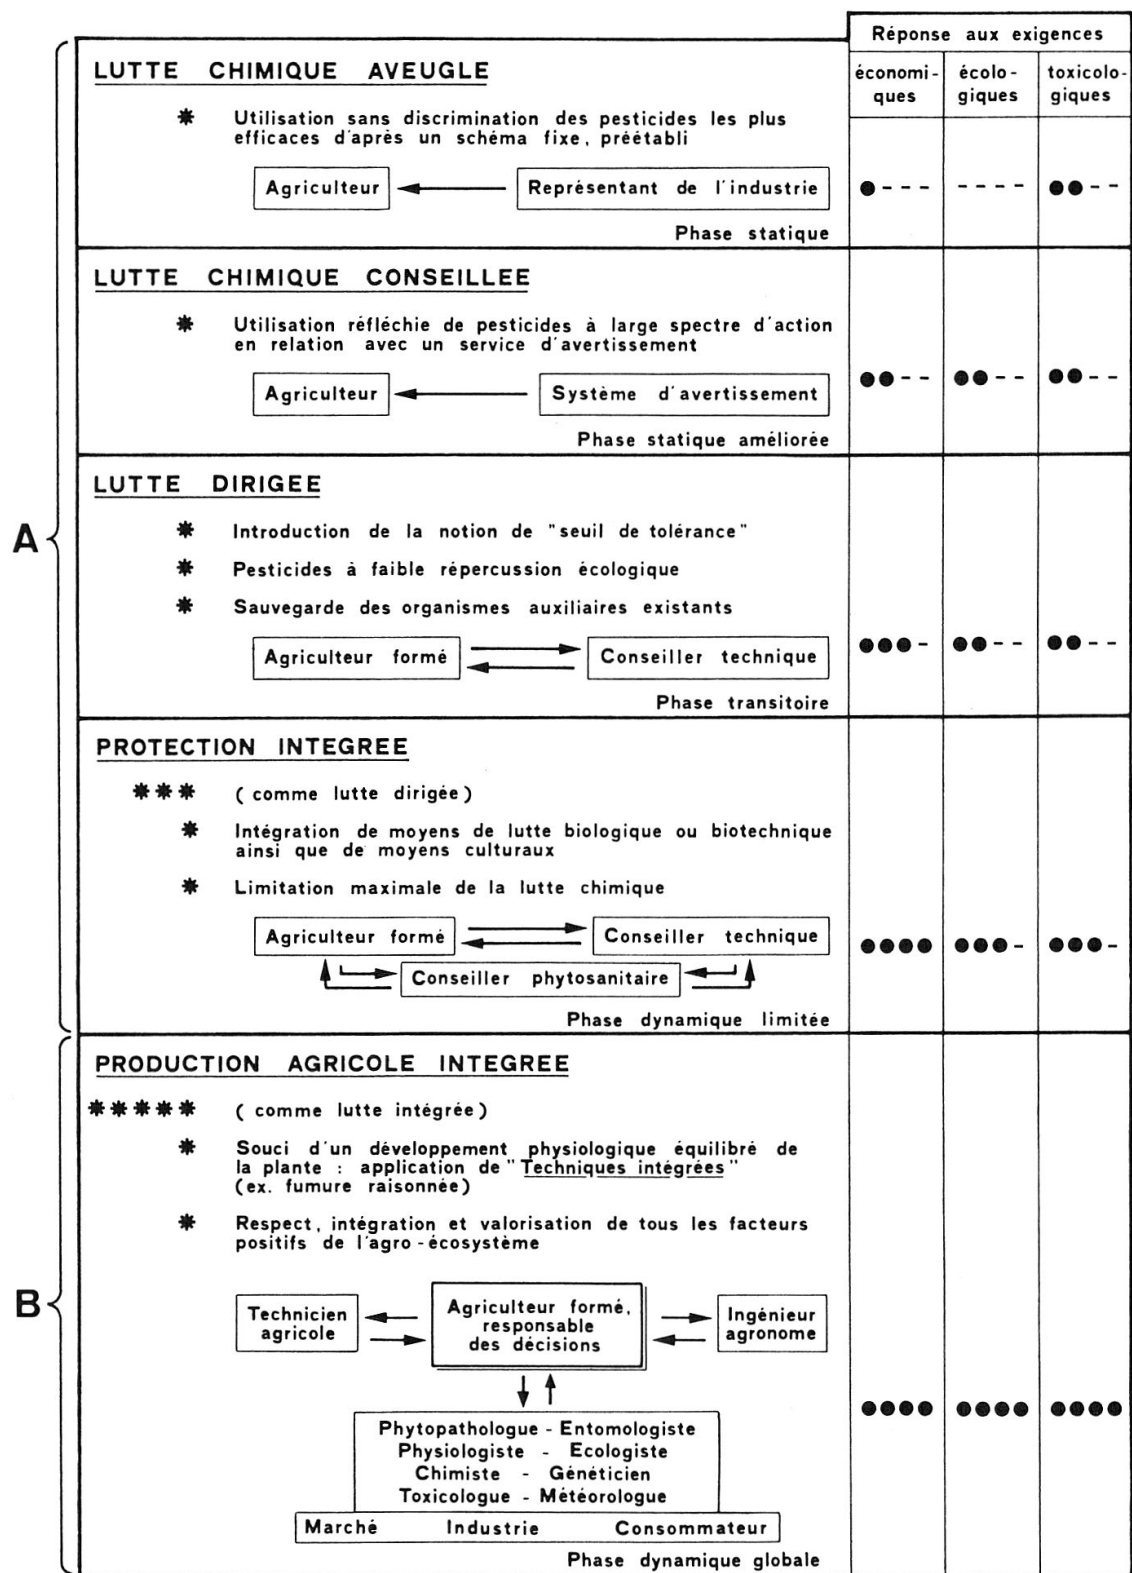 Réponse aux exigences
économi-
ques
écolo-
giques
toxicolo-
giques
A
LUTTE CHIMIQUE AVEUGLE
* Utilisation sans discrimination des pesticides les plus
efficaces d'après un schéma fixe, préétabli
Agriculteur
Représentant de l'industrie
Phase statique
●--- ---- ●●--
LUTTE CHIMIQUE CONSEILLEE
* Utilisation réfléchie de pesticides à large spectre d'action
en relation avec un service d'avertissement
Agriculteur
Système d'avertissement
Phase statique améliorée
●●-- ●●-- ●●--
LUTTE DIRIGEE
* Introduction de la notion de "seuil de tolérance"
* Pesticides à faible répercussion écologique
* Sauvegarde des organismes auxiliaires existants
Agriculteur formé
Conseiller technique
Phase transitoire
●●●- ●●-- ●●--
PROTECTION INTEGREE
*** (comme lutte dirigée)
* Intégration de moyens de lutte biologique ou biotechnique
ainsi que de moyens culturaux
* Limitation maximale de la lutte chimique
Agriculteur formé
Conseiller technique
Conseiller phytosanitaire
Phase dynamique limitée
●●●● ●●●- ●●●-
B
PRODUCTION AGRICOLE INTEGREE
***** (comme lutte intégrée)
* Souci d'un développement physiologique équilibré de
la plante : application de "Techniques intégrées"
(ex. fumure raisonnée)
* Respect, intégration et valorisation de tous les facteurs
positifs de l'agro-écosystème
Technicien
agricole
Agriculteur formé,
responsable
des décisions
Ingénieur
agronome
Phytopathologue - Entomologiste
Physiologiste - Ecologiste
Chimiste - Généticien
Toxicologue - Météorologue
Marché Industrie Consommateur
Phase dynamique globale
●●●● ●●●● ●●●●